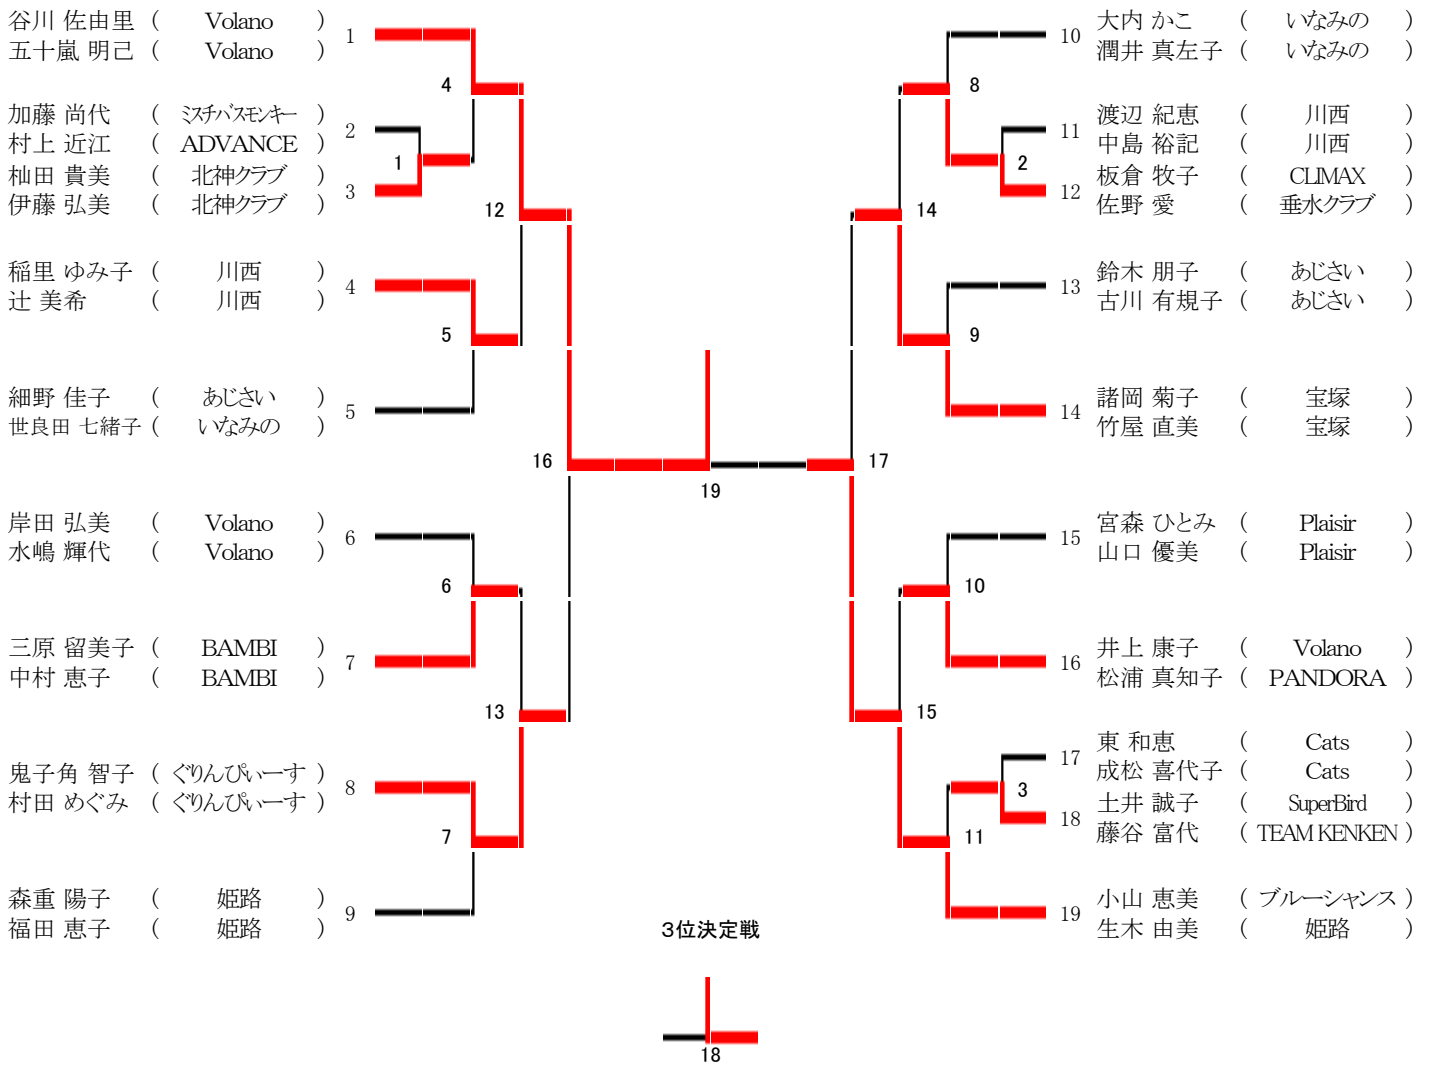 谷川 佐由里 ( Volano ) 1
五十嵐 明己 ( Volano )
加藤 尚代 ( ミスチバスモンキー ) 2
村上 近江 ( ADVANCE )
杣田 貴美 ( 北神クラブ ) 3
伊藤 弘美 ( 北神クラブ )
稲里 ゆみ子 ( 川西 ) 4
辻 美希 ( 川西 )
細野 佳子 ( あじさい ) 5
世良田 七緒子 ( いなみの )
岸田 弘美 ( Volano ) 6
水嶋 輝代 ( Volano )
三原 留美子 ( BAMBI ) 7
中村 恵子 ( BAMBI )
鬼子角 智子 ( ぐりんぴぃーす ) 8
村田 めぐみ ( ぐりんぴぃーす )
森重 陽子 ( 姫路 ) 9
福田 恵子 ( 姫路 )
4
1
12
5
16
6
13
7
19
3位決定戦
18
8
2
14
9
17
10
15
3
11
10 大内 かこ ( いなみの )
潤井 真左子 ( いなみの )
11 渡辺 紀恵 ( 川西 )
中島 裕記 ( 川西 )
12 板倉 牧子 ( CLIMAX )
佐野 愛 ( 垂水クラブ )
13 鈴木 朋子 ( あじさい )
古川 有規子 ( あじさい )
14 諸岡 菊子 ( 宝塚 )
竹屋 直美 ( 宝塚 )
15 宮森 ひとみ ( Plaisir )
山口 優美 ( Plaisir )
16 井上 康子 ( Volano )
松浦 真知子 ( PANDORA )
17 東 和恵 ( Cats )
成松 喜代子 ( Cats )
18 土井 誠子 ( SuperBird )
藤谷 富代 ( TEAM KENKEN )
19 小山 恵美 ( ブルーシャンス )
生木 由美 ( 姫路 )